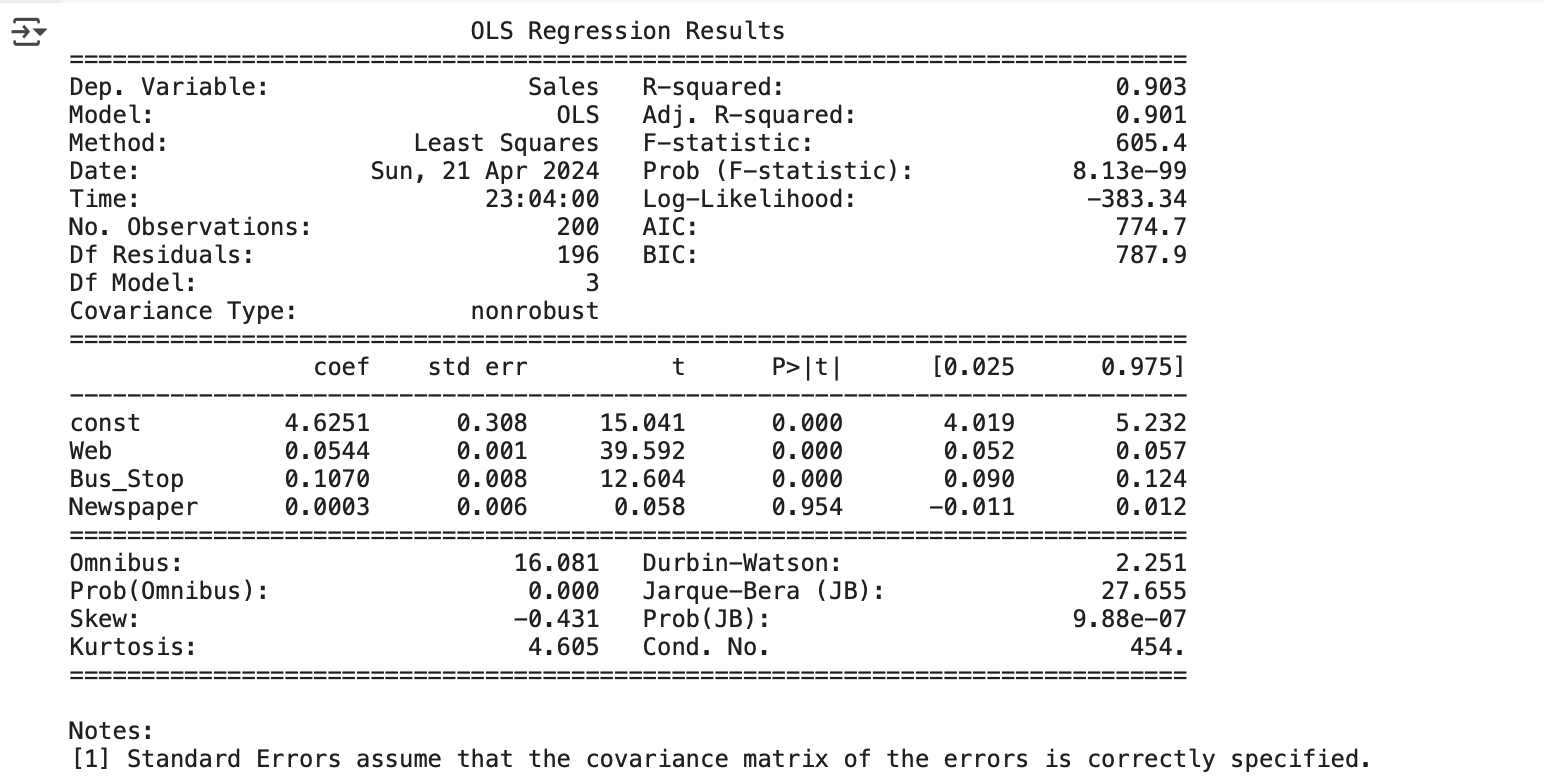 OLS Regression Results
==============================================================================
Dep. Variable:                  Sales   R-squared:                       0.903
Model:                            OLS   Adj. R-squared:                  0.901
Method:                 Least Squares   F-statistic:                     605.4
Date:                Sun, 21 Apr 2024   Prob (F-statistic):           8.13e-99
Time:                        23:04:00   Log-Likelihood:                -383.34
No. Observations:                 200   AIC:                             774.7
Df Residuals:                     196   BIC:                             787.9
Df Model:                           3
Covariance Type:            nonrobust
==============================================================================
                 coef    std err          t      P>|t|      [0.025      0.975]
------------------------------------------------------------------------------
const          4.6251      0.308     15.041      0.000       4.019       5.232
Web            0.0544      0.001     39.592      0.000       0.052       0.057
Bus_Stop       0.1070      0.008     12.604      0.000       0.090       0.124
Newspaper      0.0003      0.006      0.058      0.954      -0.011       0.012
==============================================================================
Omnibus:                       16.081   Durbin-Watson:                   2.251
Prob(Omnibus):                  0.000   Jarque-Bera (JB):               27.655
Skew:                          -0.431   Prob(JB):                     9.88e-07
Kurtosis:                       4.605   Cond. No.                         454.
==============================================================================
Notes:
[1] Standard Errors assume that the covariance matrix of the errors is correctly specified.